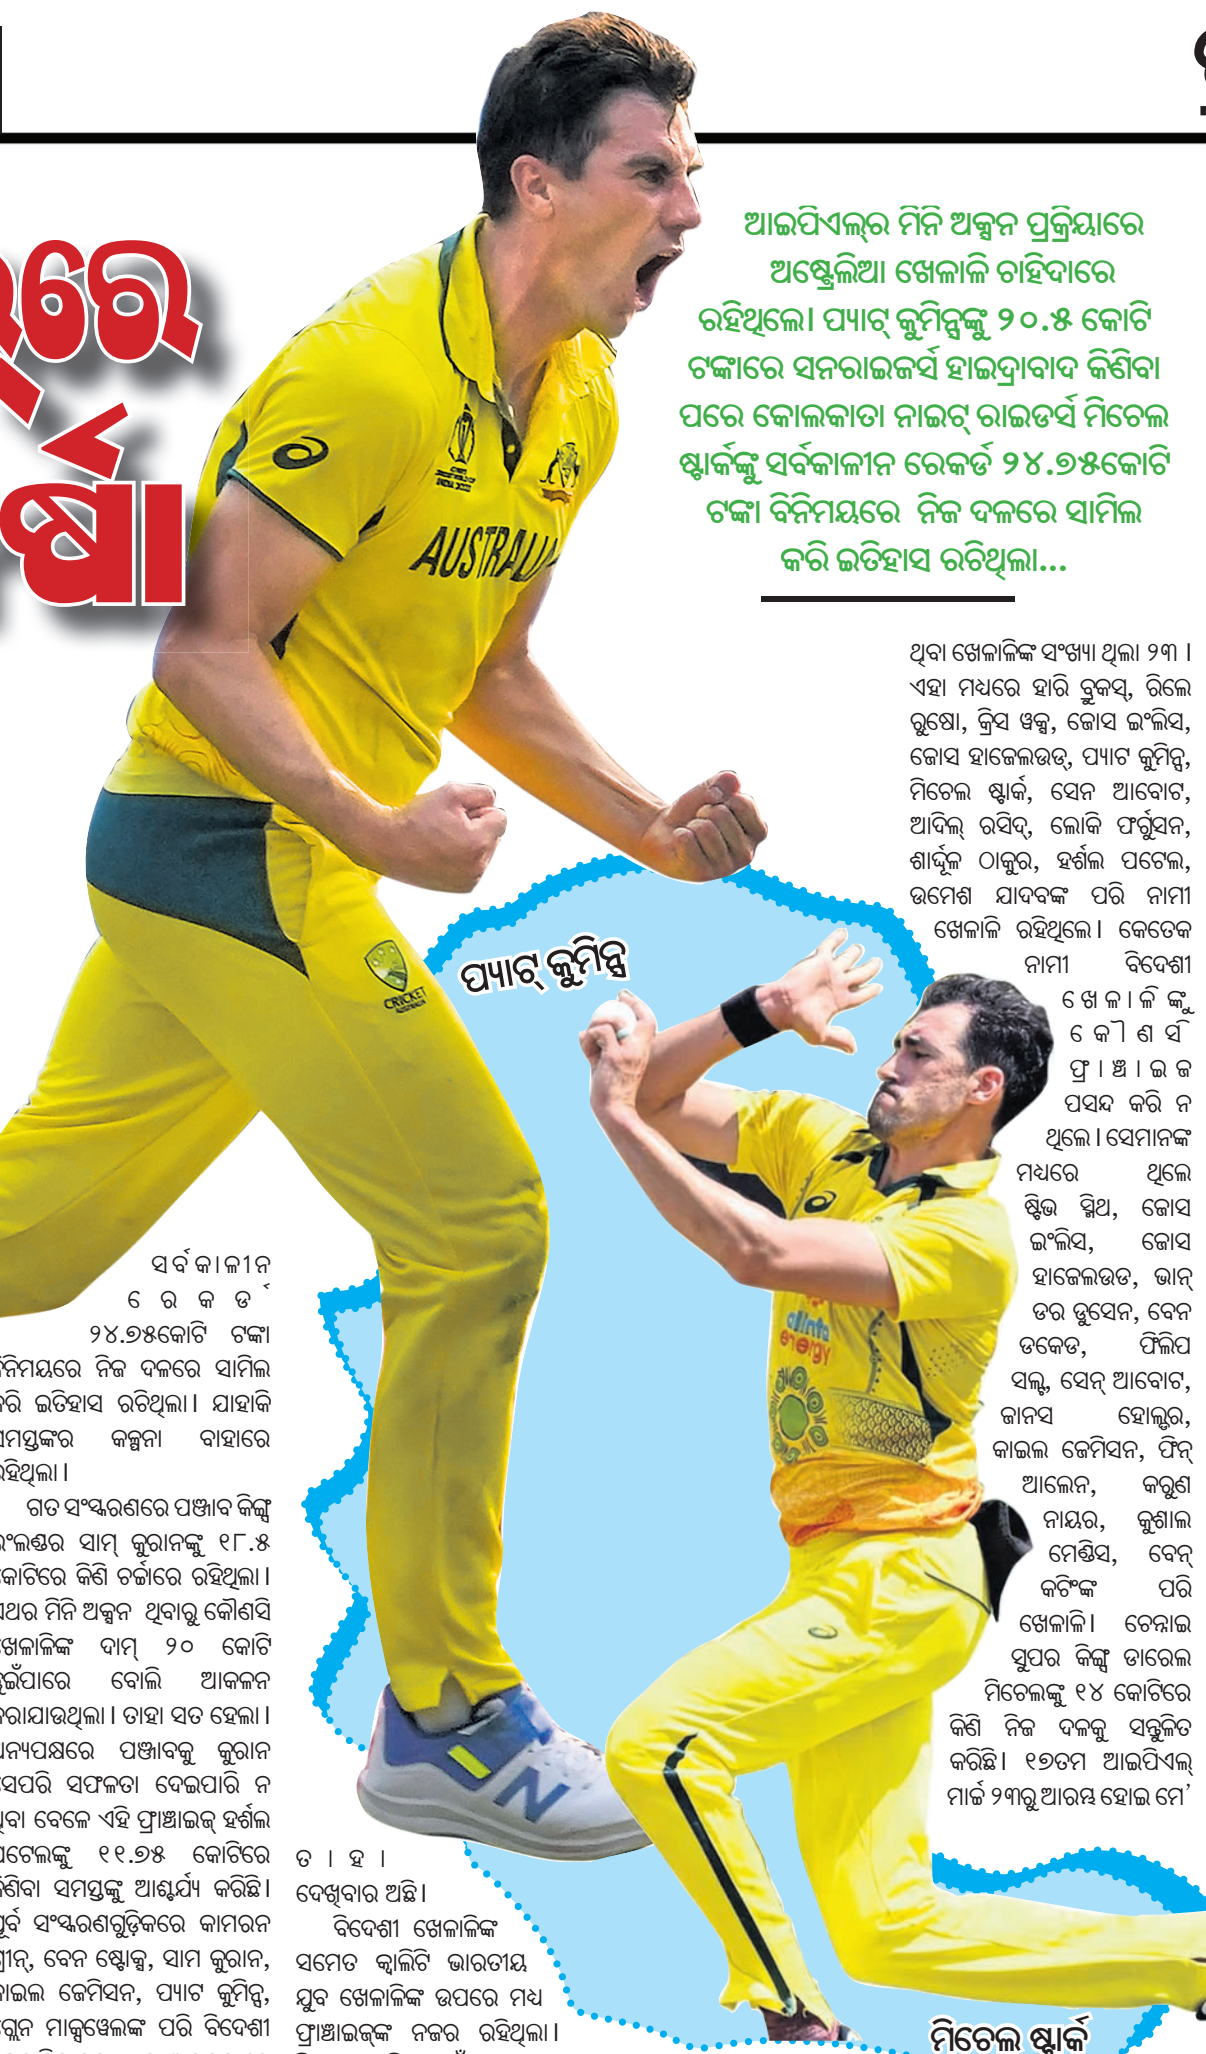 ୁରେ
ର୍ଷା
ଆଇପିଏଲ୍‌ର ମିନି ଅକ୍ସନ ପ୍ରକ୍ରିୟାରେ
ଅଷ୍ଟ୍ରେଲିଆ ଖେଳାଳି ଚାହିଦାରେ
ରହିଥିଲେ। ପ୍ୟାଟ୍ କୁମିନ୍ସଙ୍କୁ ୨୦.୫ କୋଟି
ଟଙ୍କାରେ ସନରାଇଜର୍ସ ହାଇଦ୍ରାବାଦ କିଣିବା
ପରେ କୋଲକାତା ନାଇଟ୍ ରାଇଡର୍ସ ମିଚେଲ
ଷ୍ଟାର୍କଙ୍କୁ ସର୍ବକାଳୀନ ରେକର୍ଡ ୨୪.୭୫କୋଟି
ଟଙ୍କା ବିନିମୟରେ ନିଜ ଦଳରେ ସାମିଲ
କରି ଇତିହାସ ରଚିଥିଲା...
AUSTRALIA
CRICKET
AUSTRALIA
ପ୍ୟାଟ୍ କୁମିନ୍ସ
allinta
energy
N
ସର୍ବକାଳୀନ
ରେକର୍ଡ
୨୪.୭୫କୋଟି ଟଙ୍କା
ନିମୟରେ ନିଜ ଦଳରେ ସାମିଲ
ରି ଇତିହାସ ରଚିଥିଲା। ଯାହାକି
ସମସ୍ତଙ୍କର କଳ୍ପନା ବାହାରେ
ରହିଥିଲା।
ଗତ ସଂସ୍କରଣରେ ପଞ୍ଜାବ କିଙ୍ଗ୍ସ
ଇଂଲଣ୍ଡର ସାମ୍ କୁରାନଙ୍କୁ ୧୮.୫
କୋଟିରେ କିଣି ଚର୍ଚ୍ଚାରେ ରହିଥିଲା।
ଏଥର ମିନି ଅକ୍ସନ ଥିବାରୁ କୌଣସି
ଖେଳାଳିଙ୍କ ଦାମ୍ ୨୦ କୋଟି
ଛୁଇଁପାରେ ବୋଲି ଆକଳନ
କରାଯାଉଥିଲା। ତାହା ସତ ହେଲା।
ଅନ୍ୟପକ୍ଷରେ ପଞ୍ଜାବକୁ କୁରାନ
ସେପରି ସଫଳତା ଦେଇପାରି ନ
ଥିବା ବେଳେ ଏହି ଫ୍ରାଞ୍ଚାଇଜ୍ ହର୍ଶଲ
ପଟେଲଙ୍କୁ ୧୧.୭୫ କୋଟିରେ
କିଣିବା ସମସ୍ତଙ୍କୁ ଆଶ୍ଚର୍ଯ୍ୟ କରିଛି।
ପୂର୍ବ ସଂସ୍କରଣଗୁଡ଼ିକରେ କାମରନ
ଗ୍ରୀନ୍, ବେନ ଷ୍ଟୋକ୍ସ, ସାମ କୁରାନ,
କାଇଲ ଜେମିସନ, ପ୍ୟାଟ କୁମିନ୍ସ,
ଗ୍ଲେନ ମାକ୍ସୱେଲଙ୍କ ପରି ବିଦେଶୀ
ତାହା
ଦେଖିବାର ଅଛି।
ବିଦେଶୀ ଖେଳାଳିଙ୍କ
ସମେତ କ୍ୱାଲିଟି ଭାରତୀୟ
ଯୁବ ଖେଳାଳିଙ୍କ ଉପରେ ମଧ୍ୟ
ଫ୍ରାଞ୍ଚାଇଜ୍‌ଙ୍କ ନଜର ରହିଥିଲା।
ଥିବା ଖେଳାଳିଙ୍କ ସଂଖ୍ୟା ଥିଲା ୨୩।
ଏହା ମଧ୍ୟରେ ହାରି ବ୍ରୁକସ୍, ରିଲେ
ରୁଷୋ, କ୍ରିସ ୱକ୍ସ, ଜୋସ ଇଂଲିସ,
ଜୋସ ହାଜେଲଉଡ୍, ପ୍ୟାଟ କୁମିନ୍ସ,
ମିଚେଲ ଷ୍ଟାର୍କ, ସେନ ଆବୋଟ,
ଆଦିଲ୍ ରସିଦ୍, ଲୋକି ଫର୍ଗୁସନ,
ଶାର୍ଦ୍ଦୂଳ ଠାକୁର, ହର୍ଶଲ ପଟେଲ,
ଉମେଶ ଯାଦବଙ୍କ ପରି ନାମୀ
ଖେଳାଳି ରହିଥିଲେ। କେତେକ
ନାମୀ ବିଦେଶୀ
ଖେଳାଳିଙ୍କୁ
କୌଣସି
ଫ୍ରାଞ୍ଚାଇଜ
ପସନ୍ଦ କରି ନ
ଥିଲେ। ସେମାନଙ୍କ
ମଧ୍ୟରେ ଥିଲେ
ଷ୍ଟିଭ ସ୍ମିଥ, ଜୋସ
ଇଂଲିସ, ଜୋସ
ହାଜେଲଉଡ, ଭାନ୍
ଡର ଡୁସେନ, ବେନ
ଡକେଡ, ଫିଲିପ
ସଲ୍ଟ, ସେନ୍ ଆବୋଟ,
ଜାନସ ହୋଲ୍ଡର,
କାଇଲ ଜେମିସନ, ଫିନ୍
ଆଲେନ, କରୁଣ
ନାୟର, କୁଶାଲ
ମେଣ୍ଡିସ, ବେନ୍
କଟିଂଙ୍କ ପରି
ଖେଳାଳି। ଚେନ୍ନାଇ
ସୁପର କିଙ୍ଗ୍ସ ଡାରେଲ
ମିଚେଲଙ୍କୁ ୧୪ କୋଟିରେ
କିଣି ନିଜ ଦଳକୁ ସନ୍ତୁଳିତ
କରିଛି। ୧୭ତମ ଆଇପିଏଲ୍
ମାର୍ଚ୍ଚ ୨୩ରୁ ଆରମ୍ଭ ହୋଇ ମେ'
ମିଚେଲ ଷ୍ଟାର୍କ